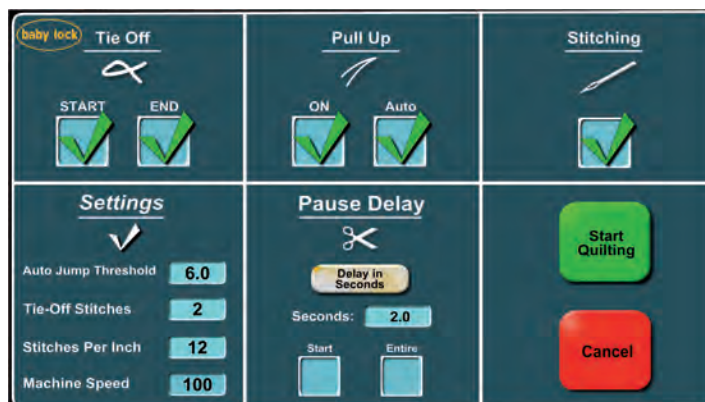 baby lock
Tie Off
START END
Pull Up
ON Auto
Stitching
Settings
Auto Jump Threshold 6.0
Tie-Off Stitches 2
Stitches Per Inch 12
Machine Speed 100
Pause Delay
Delay in
Seconds
Seconds: 2.0
Start Entire
Start
Quilting
Cancel